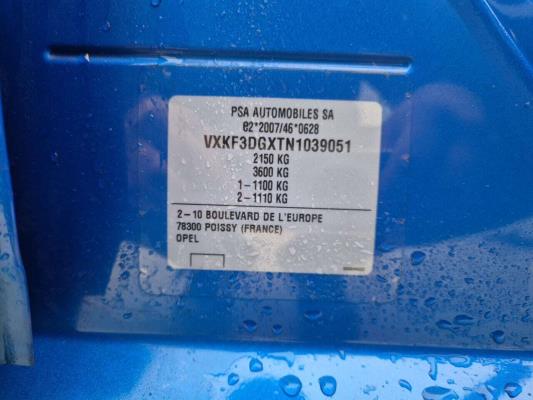 PSA AUTOMOBILES SA
e2*2007/46*0628
VXKF3DGXTN1039051
2150 KG
3600 KG
1-1100 KG
2-1110 KG
2-10 BOULEVARD DE L'EUROPE
78300 POISSY (FRANCE)
OPEL